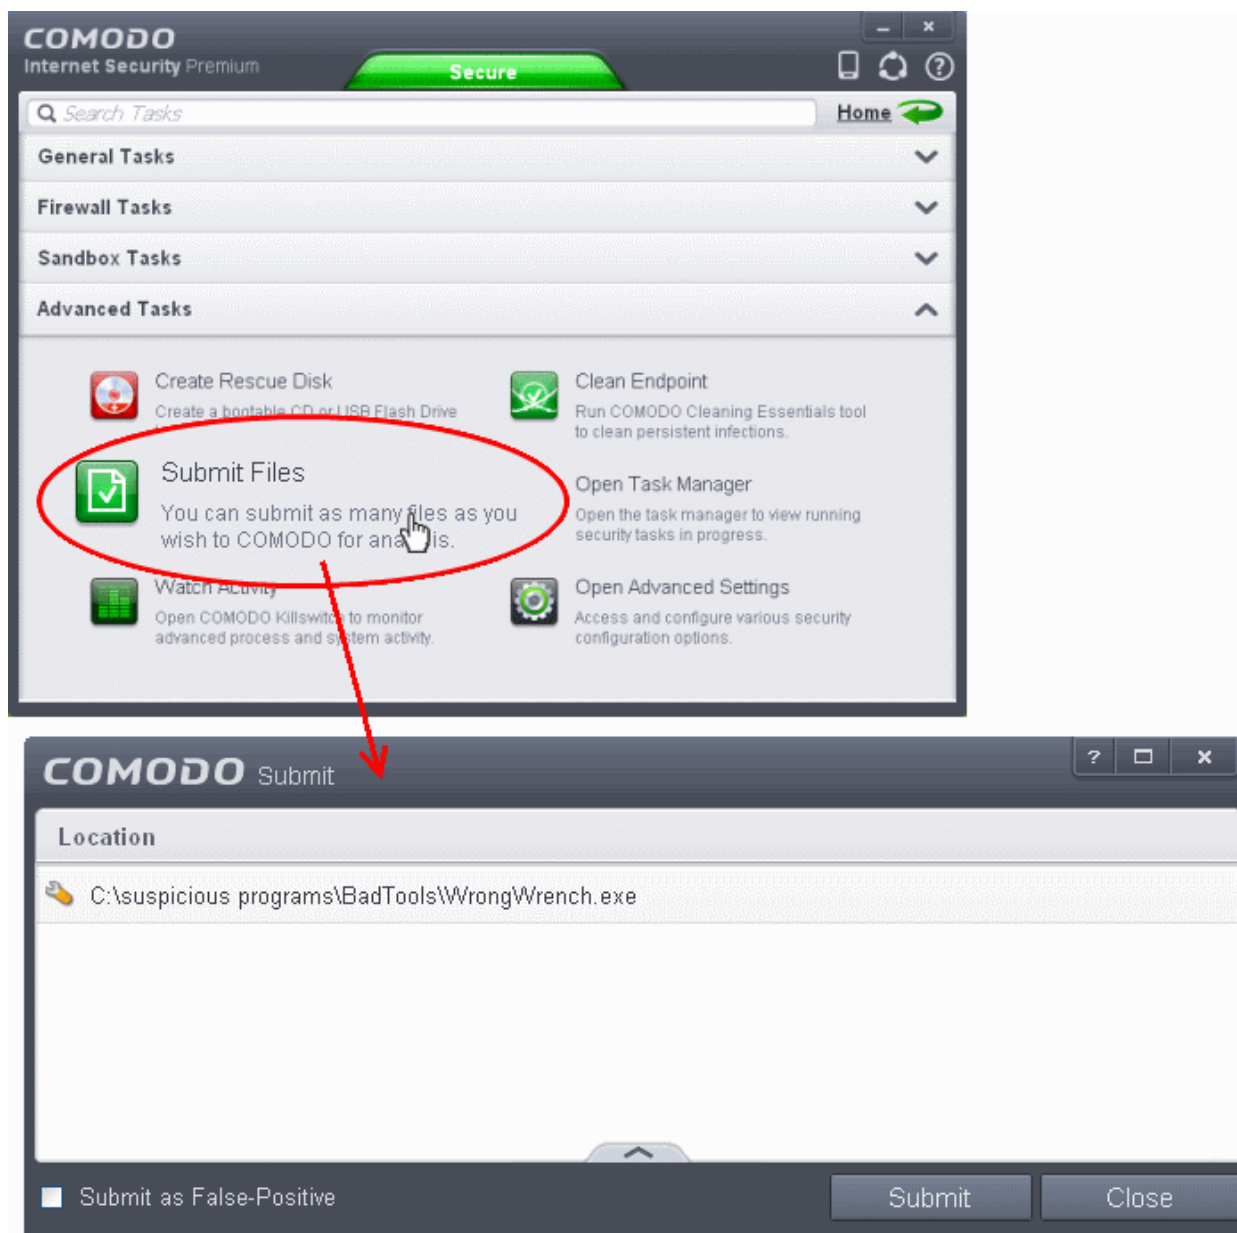 COMODO
Internet Security Premium
Secure
Search Tasks
Home
General Tasks
Firewall Tasks
Sandbox Tasks
Advanced Tasks
Create Rescue Disk
Create a bootable CD or USB Flash Drive
Clean Endpoint
Run COMODO Cleaning Essentials tool
to clean persistent infections.
Submit Files
You can submit as many files as you
wish to COMODO for
Open Task Manager
Open the task manager to view running
security tasks in progress.
Watch Activity
Open COMODO Killswitch to monitor
advanced process and system activity.
Open Advanced Settings
Access and configure various security
configuration options.
COMODO Submit
Location
C:\suspicious programs\BadTools\WrongWrench.exe
Submit as False-Positive
Submit
Close